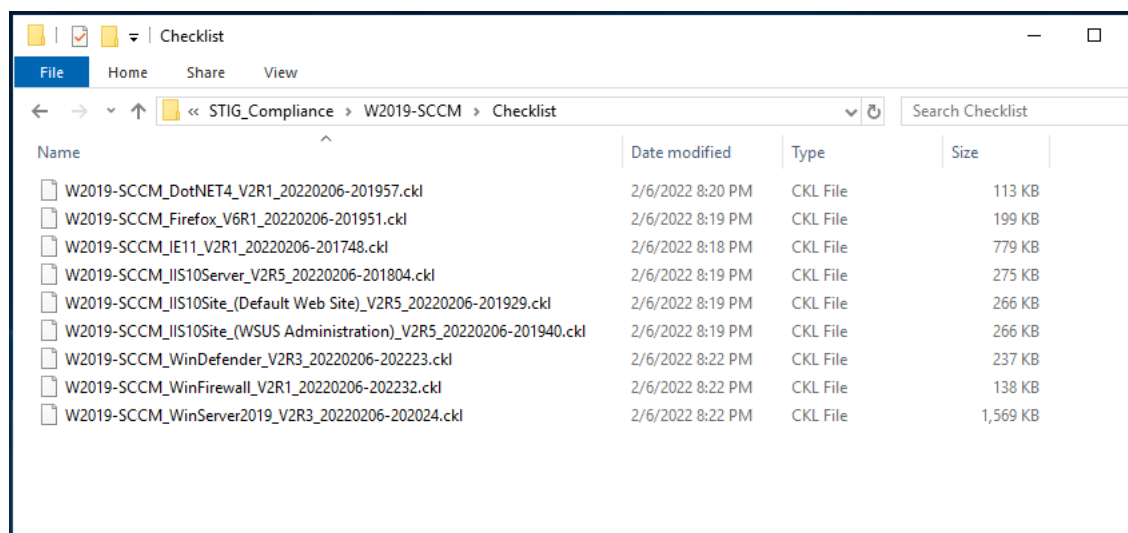 Checklist
File Home Share View
« STIG_Compliance › W2019-SCCM › Checklist Search Checklist
Name Date modified Type Size
W2019-SCCM_DotNET4_V2R1_20220206-201957.ckl 2/6/2022 8:20 PM CKL File 113 KB
W2019-SCCM_Firefox_V6R1_20220206-201951.ckl 2/6/2022 8:19 PM CKL File 199 KB
W2019-SCCM_IE11_V2R1_20220206-201748.ckl 2/6/2022 8:18 PM CKL File 779 KB
W2019-SCCM_IIS10Server_V2R5_20220206-201804.ckl 2/6/2022 8:19 PM CKL File 275 KB
W2019-SCCM_IIS10Site_(Default Web Site)_V2R5_20220206-201929.ckl 2/6/2022 8:19 PM CKL File 266 KB
W2019-SCCM_IIS10Site_(WSUS Administration)_V2R5_20220206-201940.ckl 2/6/2022 8:19 PM CKL File 266 KB
W2019-SCCM_WinDefender_V2R3_20220206-202223.ckl 2/6/2022 8:22 PM CKL File 237 KB
W2019-SCCM_WinFirewall_V2R1_20220206-202232.ckl 2/6/2022 8:22 PM CKL File 138 KB
W2019-SCCM_WinServer2019_V2R3_20220206-202024.ckl 2/6/2022 8:22 PM CKL File 1,569 KB